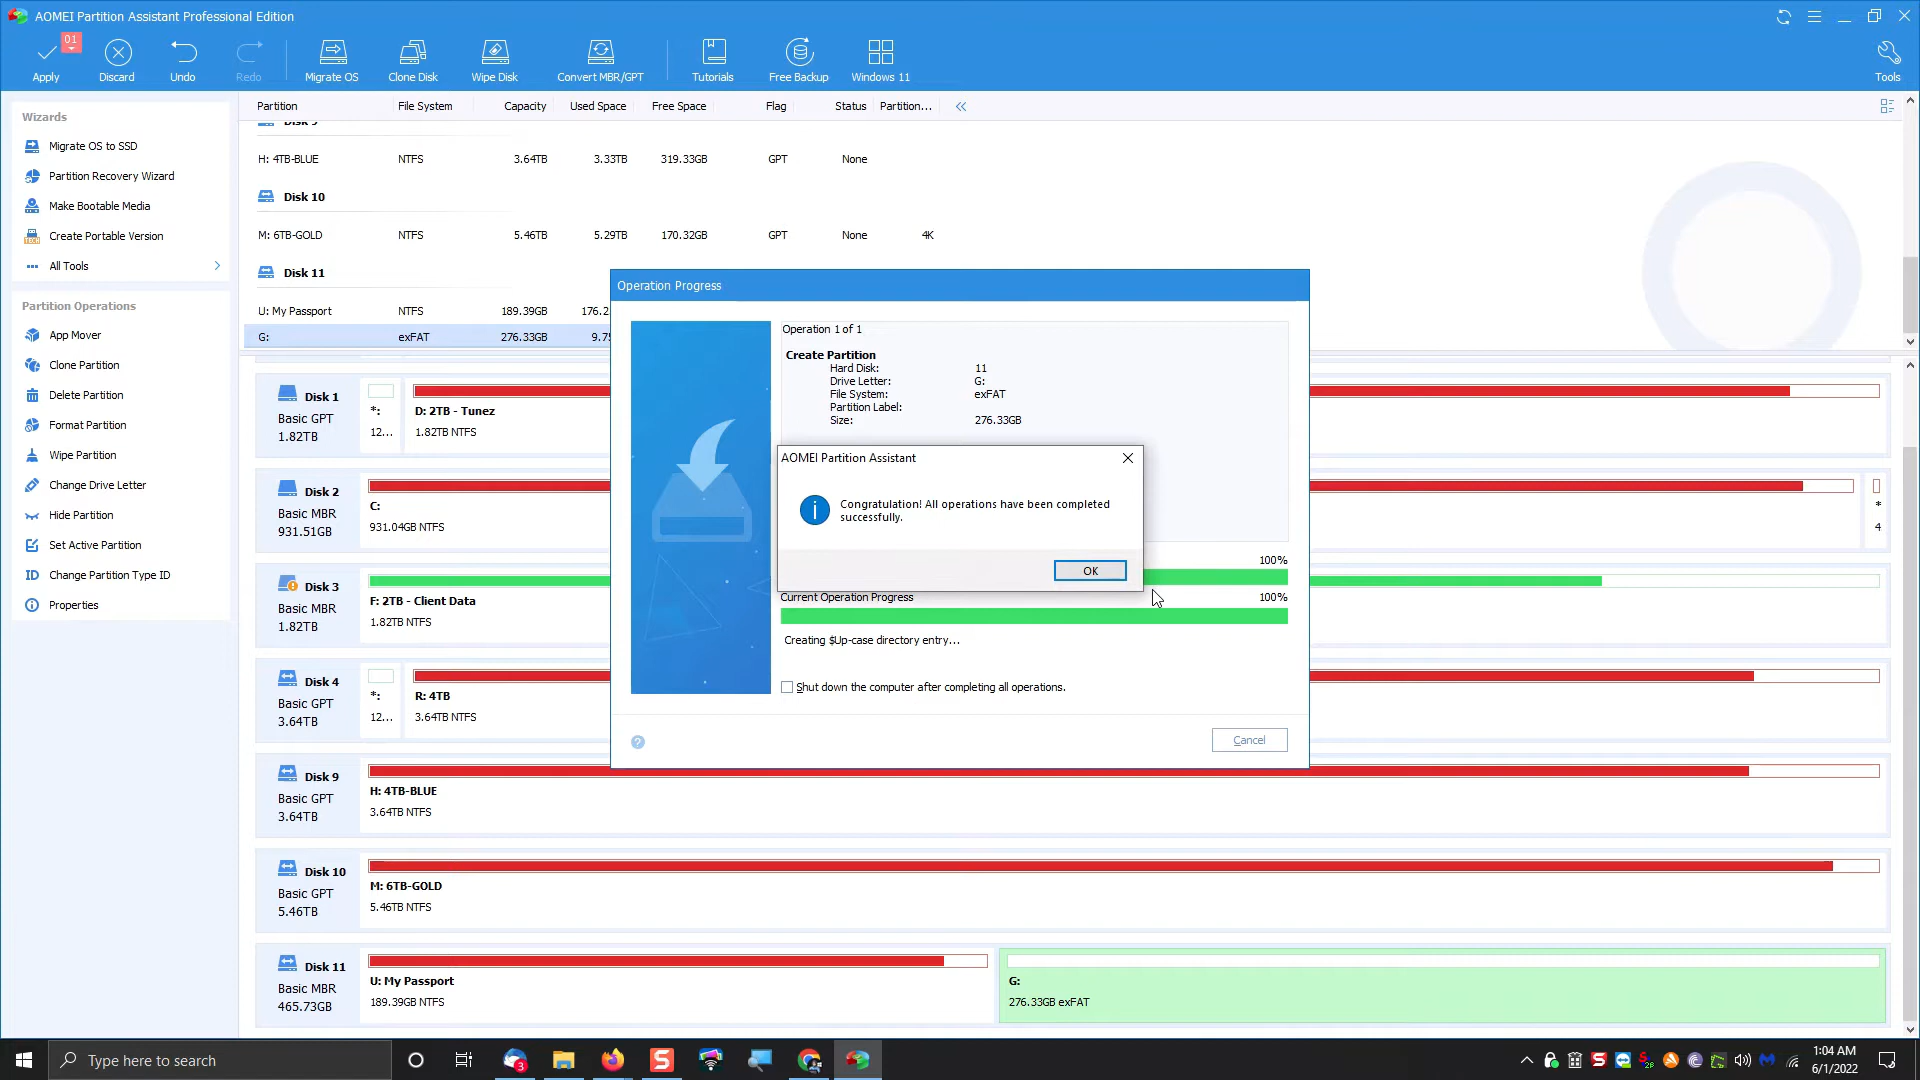 AOMEI Partition Assistant Professional Edition
01
Apply
Discard
Undo
Redo
Migrate OS
Clone Disk
Wipe Disk
Convert MBR/GPT
Tutorials
Free Backup
Windows 11
Tools
Wizards
Migrate OS to SSD
Partition Recovery Wizard
Make Bootable Media
Create Portable Version
All Tools
Partition Operations
App Mover
Clone Partition
Delete Partition
Format Partition
Wipe Partition
Change Drive Letter
Hide Partition
Set Active Partition
Change Partition Type ID
Properties
Partition File System Capacity Used Space Free Space Flag Status Partition...
Disk 9
H: 4TB-BLUE NTFS 3.64TB 3.33TB 319.33GB GPT None
Disk 10
M: 6TB-GOLD NTFS 5.46TB 5.29TB 170.32GB GPT None 4K
Disk 11
U: My Passport NTFS 189.39GB 176.2
G: exFAT 276.33GB 9.75
Operation Progress
Operation 1 of 1
Create Partition
Hard Disk: 11
Drive Letter: G:
File System: exFAT
Partition Label:
Size: 276.33GB
AOMEI Partition Assistant
Congratulation! All operations have been completed
successfully.
OK
100%
Current Operation Progress 100%
Creating $Up-case directory entry...
Shut down the computer after completing all operations.
Cancel
Disk 1
Basic GPT
1.82TB
*:
12...
D: 2TB - Tunez
1.82TB NTFS
Disk 2
Basic MBR
931.51GB
C:
931.04GB NTFS
*
4
Disk 3
Basic MBR
1.82TB
F: 2TB - Client Data
1.82TB NTFS
Disk 4
Basic GPT
3.64TB
*:
12...
R: 4TB
3.64TB NTFS
Disk 9
Basic GPT
3.64TB
H: 4TB-BLUE
3.64TB NTFS
Disk 10
Basic GPT
5.46TB
M: 6TB-GOLD
5.46TB NTFS
Disk 11
Basic MBR
465.73GB
U: My Passport
189.39GB NTFS
G:
276.33GB exFAT
Type here to search
3
1:04 AM
6/1/2022